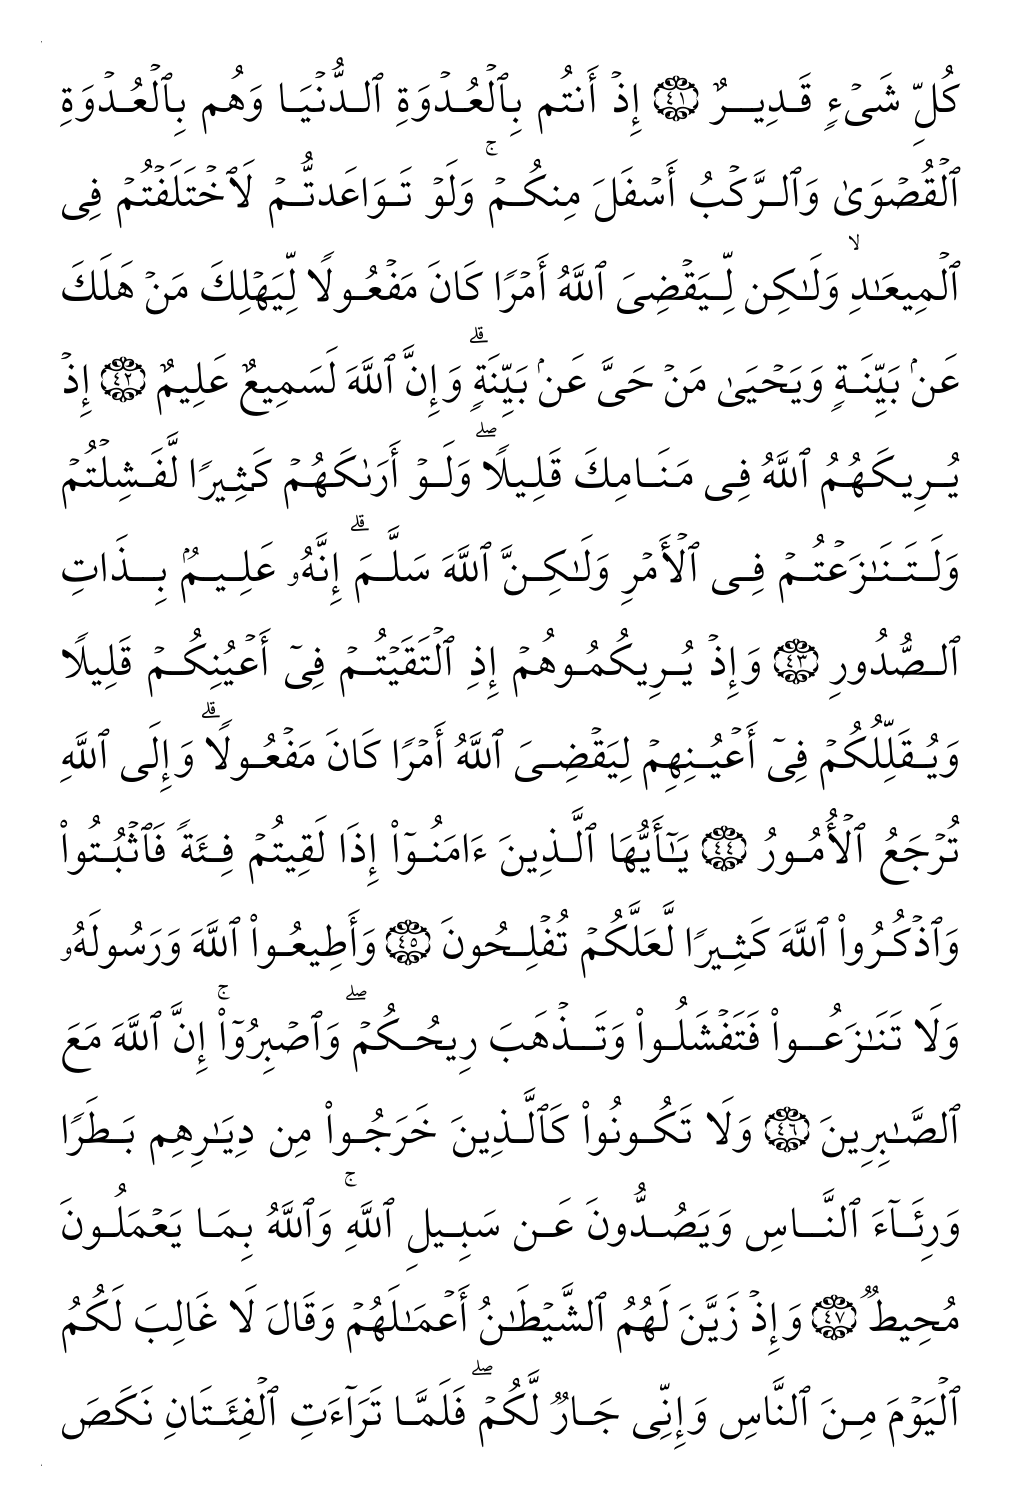 كُلِّ شَىۡءٍ قَدِيرٌ ٤١ إِذۡ أَنتُم بِٱلۡعُدۡوَةِ ٱلدُّنۡيَا وَهُم بِٱلۡعُدۡوَةِ
ٱلۡقُصۡوَىٰ وَٱلرَّكۡبُ أَسۡفَلَ مِنكُمۡۚ وَلَوۡ تَوَاعَدتُّمۡ لَٱخۡتَلَفۡتُمۡ فِى
ٱلۡمِيعَٰدِۙ وَلَٰكِن لِّيَقۡضِىَ ٱللَّهُ أَمۡرًا كَانَ مَفۡعُولًا لِّيَهۡلِكَ مَنۡ هَلَكَ
عَنۢ بَيِّنَةٍ وَيَحۡيَىٰ مَنۡ حَىَّ عَنۢ بَيِّنَةٍۗ وَإِنَّ ٱللَّهَ لَسَمِيعٌ عَلِيمٌ ٤٢ إِذۡ
يُرِيكَهُمُ ٱللَّهُ فِى مَنَامِكَ قَلِيلًاۖ وَلَوۡ أَرَىٰكَهُمۡ كَثِيرًا لَّفَشِلۡتُمۡ
وَلَتَنَٰزَعۡتُمۡ فِى ٱلۡأَمۡرِ وَلَٰكِنَّ ٱللَّهَ سَلَّمَۗ إِنَّهُۥ عَلِيمٌۢ بِذَاتِ
ٱلصُّدُورِ ٤٣ وَإِذۡ يُرِيكُمُوهُمۡ إِذِ ٱلۡتَقَيۡتُمۡ فِىٓ أَعۡيُنِكُمۡ قَلِيلًا
وَيُقَلِّلُكُمۡ فِىٓ أَعۡيُنِهِمۡ لِيَقۡضِىَ ٱللَّهُ أَمۡرًا كَانَ مَفۡعُولًاۗ وَإِلَى ٱللَّهِ
تُرۡجَعُ ٱلۡأُمُورُ ٤٤ يَٰٓأَيُّهَا ٱلَّذِينَ ءَامَنُوٓاْ إِذَا لَقِيتُمۡ فِئَةً فَٱثۡبُتُواْ
وَٱذۡكُرُواْ ٱللَّهَ كَثِيرًا لَّعَلَّكُمۡ تُفۡلِحُونَ ٤٥ وَأَطِيعُواْ ٱللَّهَ وَرَسُولَهُۥ
وَلَا تَنَٰزَعُواْ فَتَفۡشَلُواْ وَتَذۡهَبَ رِيحُكُمۡۖ وَٱصۡبِرُوٓاْۚ إِنَّ ٱللَّهَ مَعَ
ٱلصَّٰبِرِينَ ٤٦ وَلَا تَكُونُواْ كَٱلَّذِينَ خَرَجُواْ مِن دِيَٰرِهِم بَطَرًا
وَرِئَآءَ ٱلنَّاسِ وَيَصُدُّونَ عَن سَبِيلِ ٱللَّهِۚ وَٱللَّهُ بِمَا يَعۡمَلُونَ
مُحِيطٌ ٤٧ وَإِذۡ زَيَّنَ لَهُمُ ٱلشَّيۡطَٰنُ أَعۡمَٰلَهُمۡ وَقَالَ لَا غَالِبَ لَكُمُ
ٱلۡيَوۡمَ مِنَ ٱلنَّاسِ وَإِنِّى جَارٌ لَّكُمۡۖ فَلَمَّا تَرَآءَتِ ٱلۡفِئَتَانِ نَكَصَ